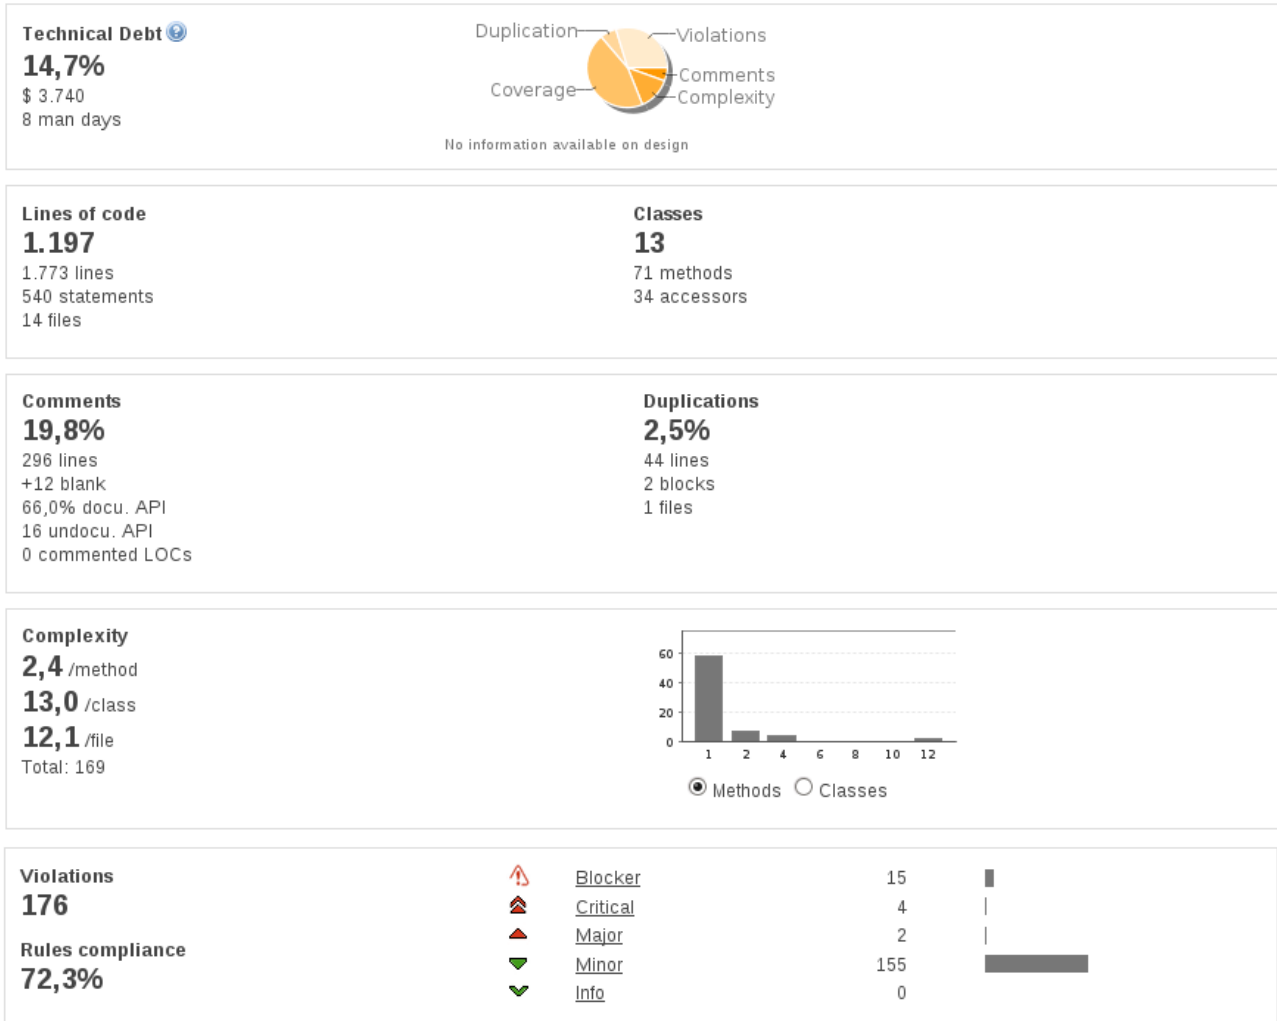 Technical Debt
14,7%
$ 3.740
8 man days
Duplication
Violations
Coverage
Comments
Complexity
No information available on design
Lines of code
1.197
1.773 lines
540 statements
14 files
Classes
13
71 methods
34 accessors
Comments
19,8%
296 lines
+12 blank
66,0% docu. API
16 undocu. API
0 commented LOCs
Duplications
2,5%
44 lines
2 blocks
1 files
Complexity
2,4 /method
13,0 /class
12,1 /file
Total: 169
60
40
20
0
1 2 4 6 8 10 12
Methods Classes
Violations
176
Rules compliance
72,3%
Blocker 15
Critical 4
Major 2
Minor 155
Info 0